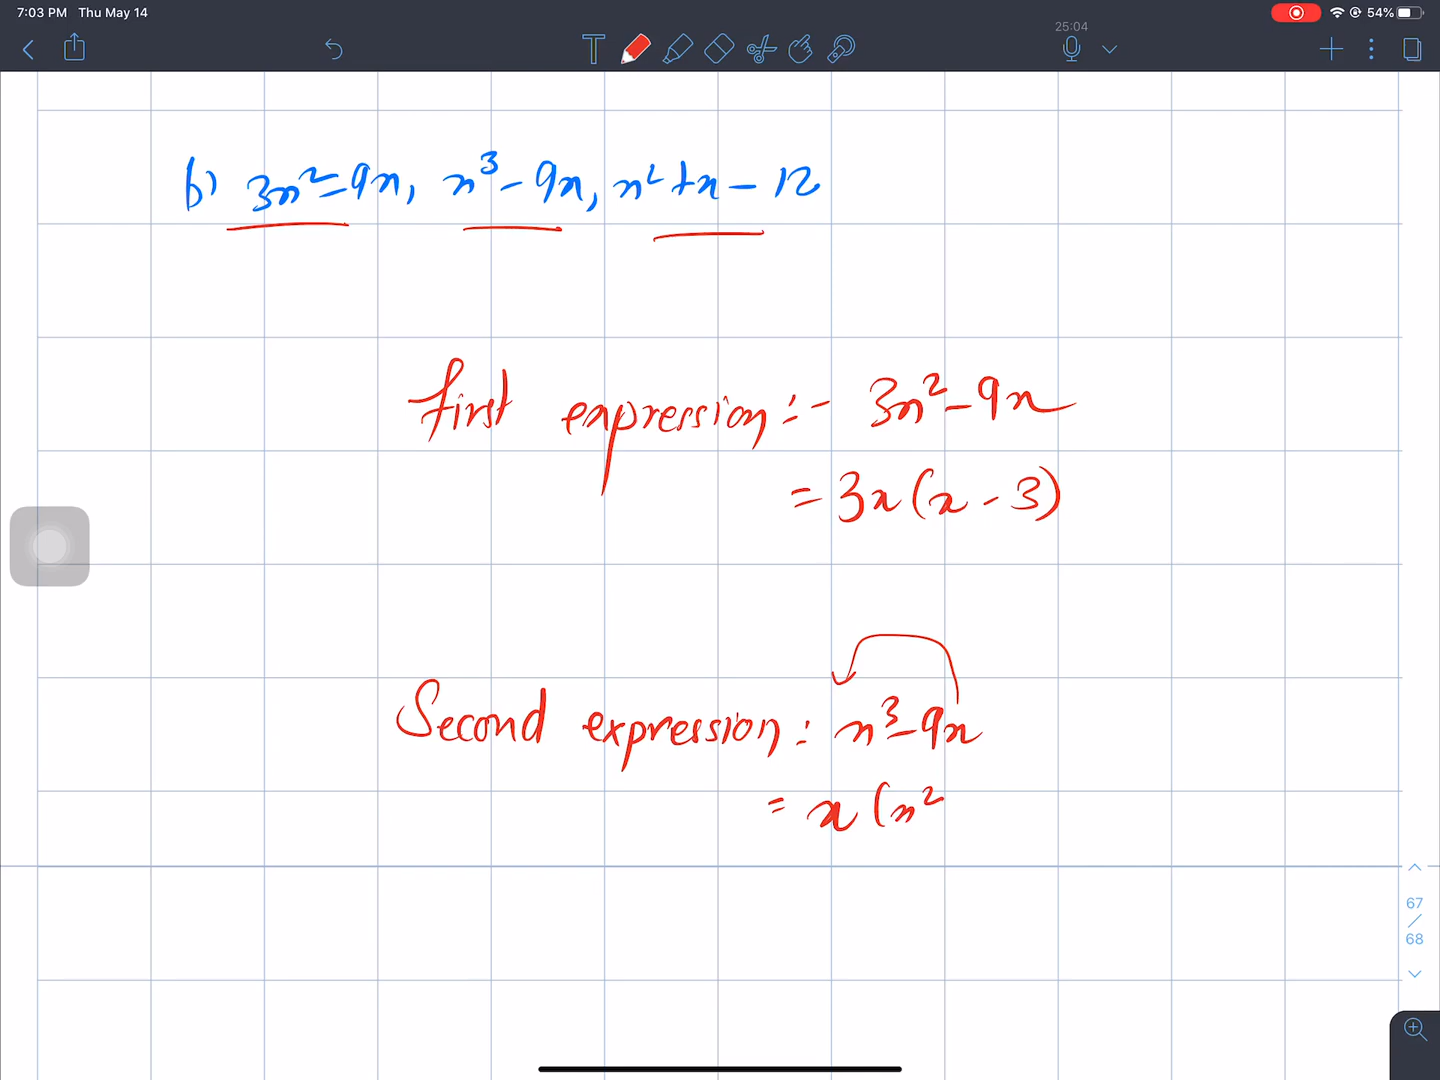 7:03 PM Thu May 14
54%
25:04
b) 3x² - 9x, x³ - 9x, x² + x - 12
First expression :- 3x² - 9x
= 3x(x - 3)
Second expression : x³ - 9x
= x (x²
67
/
68